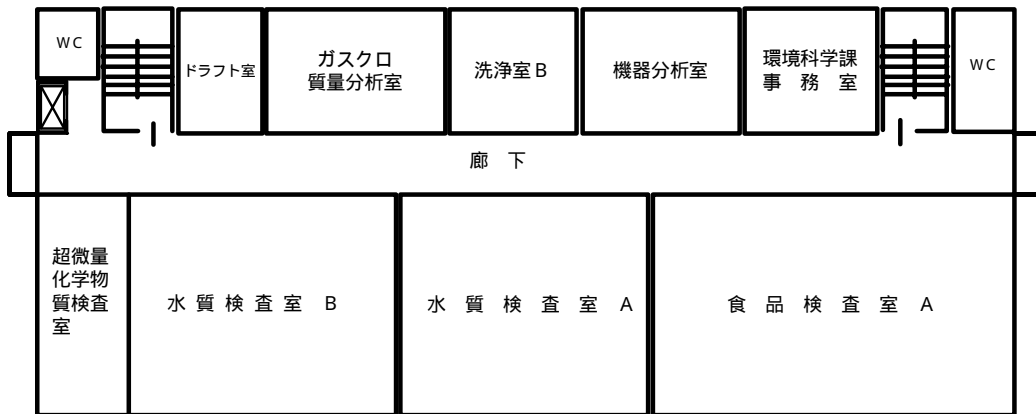 WC
ドラフト室
ガスクロ
質量分析室
洗浄室B
機器分析室
環境科学課
事 務 室
WC
廊 下
超微量
化学物
質検査
室
水 質 検 査 室 B
水 質 検 査 室 A
食 品 検 査 室 A